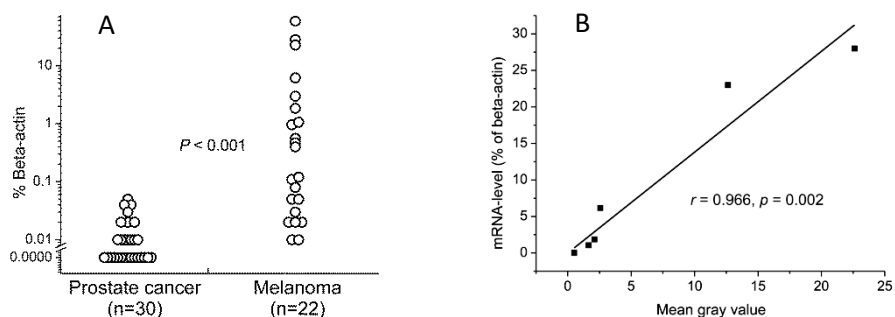 A
% Beta-actin
10
1
0.1
0.01
0.0000
P < 0.001
Prostate cancer
(n=30)
Melanoma
(n=22)
B
mRNA-level (% of beta-actin)
30
25
20
15
10
5
0
r = 0.966, p = 0.002
0 5 10 15 20 25
Mean gray value